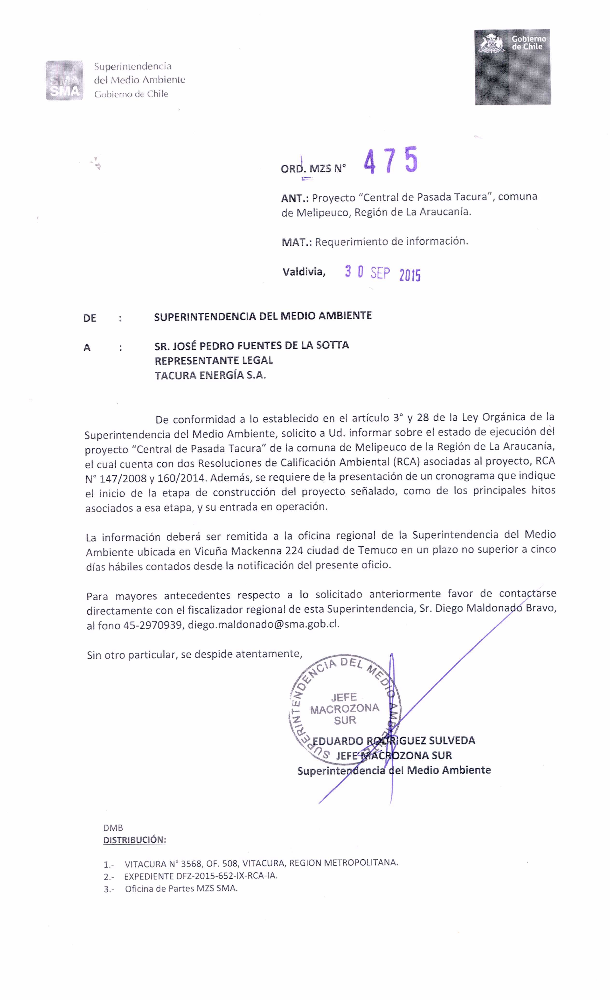 Gobierno
de Chile
SMA
SMA
SMA
Superintendencia
del Medio Ambiente
Gobierno de Chile
ORD. MZS N° 475
ANT.: Proyecto “Central de Pasada Tacura”, comuna
de Melipeuco, Región de La Araucanía.
MAT.: Requerimiento de información.
Valdivia, 30 SEP 2015
DE : SUPERINTENDENCIA DEL MEDIO AMBIENTE
A : SR. JOSÉ PEDRO FUENTES DE LA SOTTA
REPRESENTANTE LEGAL
TACURA ENERGÍA S.A.
De conformidad a lo establecido en el artículo 3° y 28 de la Ley Orgánica de la
Superintendencia del Medio Ambiente, solicito a Ud. informar sobre el estado de ejecución del
proyecto “Central de Pasada Tacura” de la comuna de Melipeuco de la Región de La Araucanía,
el cual cuenta con dos Resoluciones de Calificación Ambiental (RCA) asociadas al proyecto, RCA
N° 147/2008 y 160/2014. Además, se requiere de la presentación de un cronograma que indique
el inicio de la etapa de construcción del proyecto señalado, como de los principales hitos
asociados a esa etapa, y su entrada en operación.
La información deberá ser remitida a la oficina regional de la Superintendencia del Medio
Ambiente ubicada en Vicuña Mackenna 224 ciudad de Temuco en un plazo no superior a cinco
días hábiles contados desde la notificación del presente oficio.
Para mayores antecedentes respecto a lo solicitado anteriormente favor de contactarse
directamente con el fiscalizador regional de esta Superintendencia, Sr. Diego Maldonado Bravo,
al fono 45-2970939, diego.maldonado@sma.gob.cl.
Sin otro particular, se despide atentamente,
SUPERINTENDENCIA DEL MEDIO AMBIENTE
JEFE
MACROZONA
SUR
EDUARDO RODRIGUEZ SULVEDA
JEFE MACROZONA SUR
Superintendencia del Medio Ambiente
DMB
DISTRIBUCIÓN:
1.- VITACURA N° 3568, OF. 508, VITACURA, REGION METROPOLITANA.
2.- EXPEDIENTE DFZ-2015-652-IX-RCA-IA.
3.- Oficina de Partes MZS SMA.